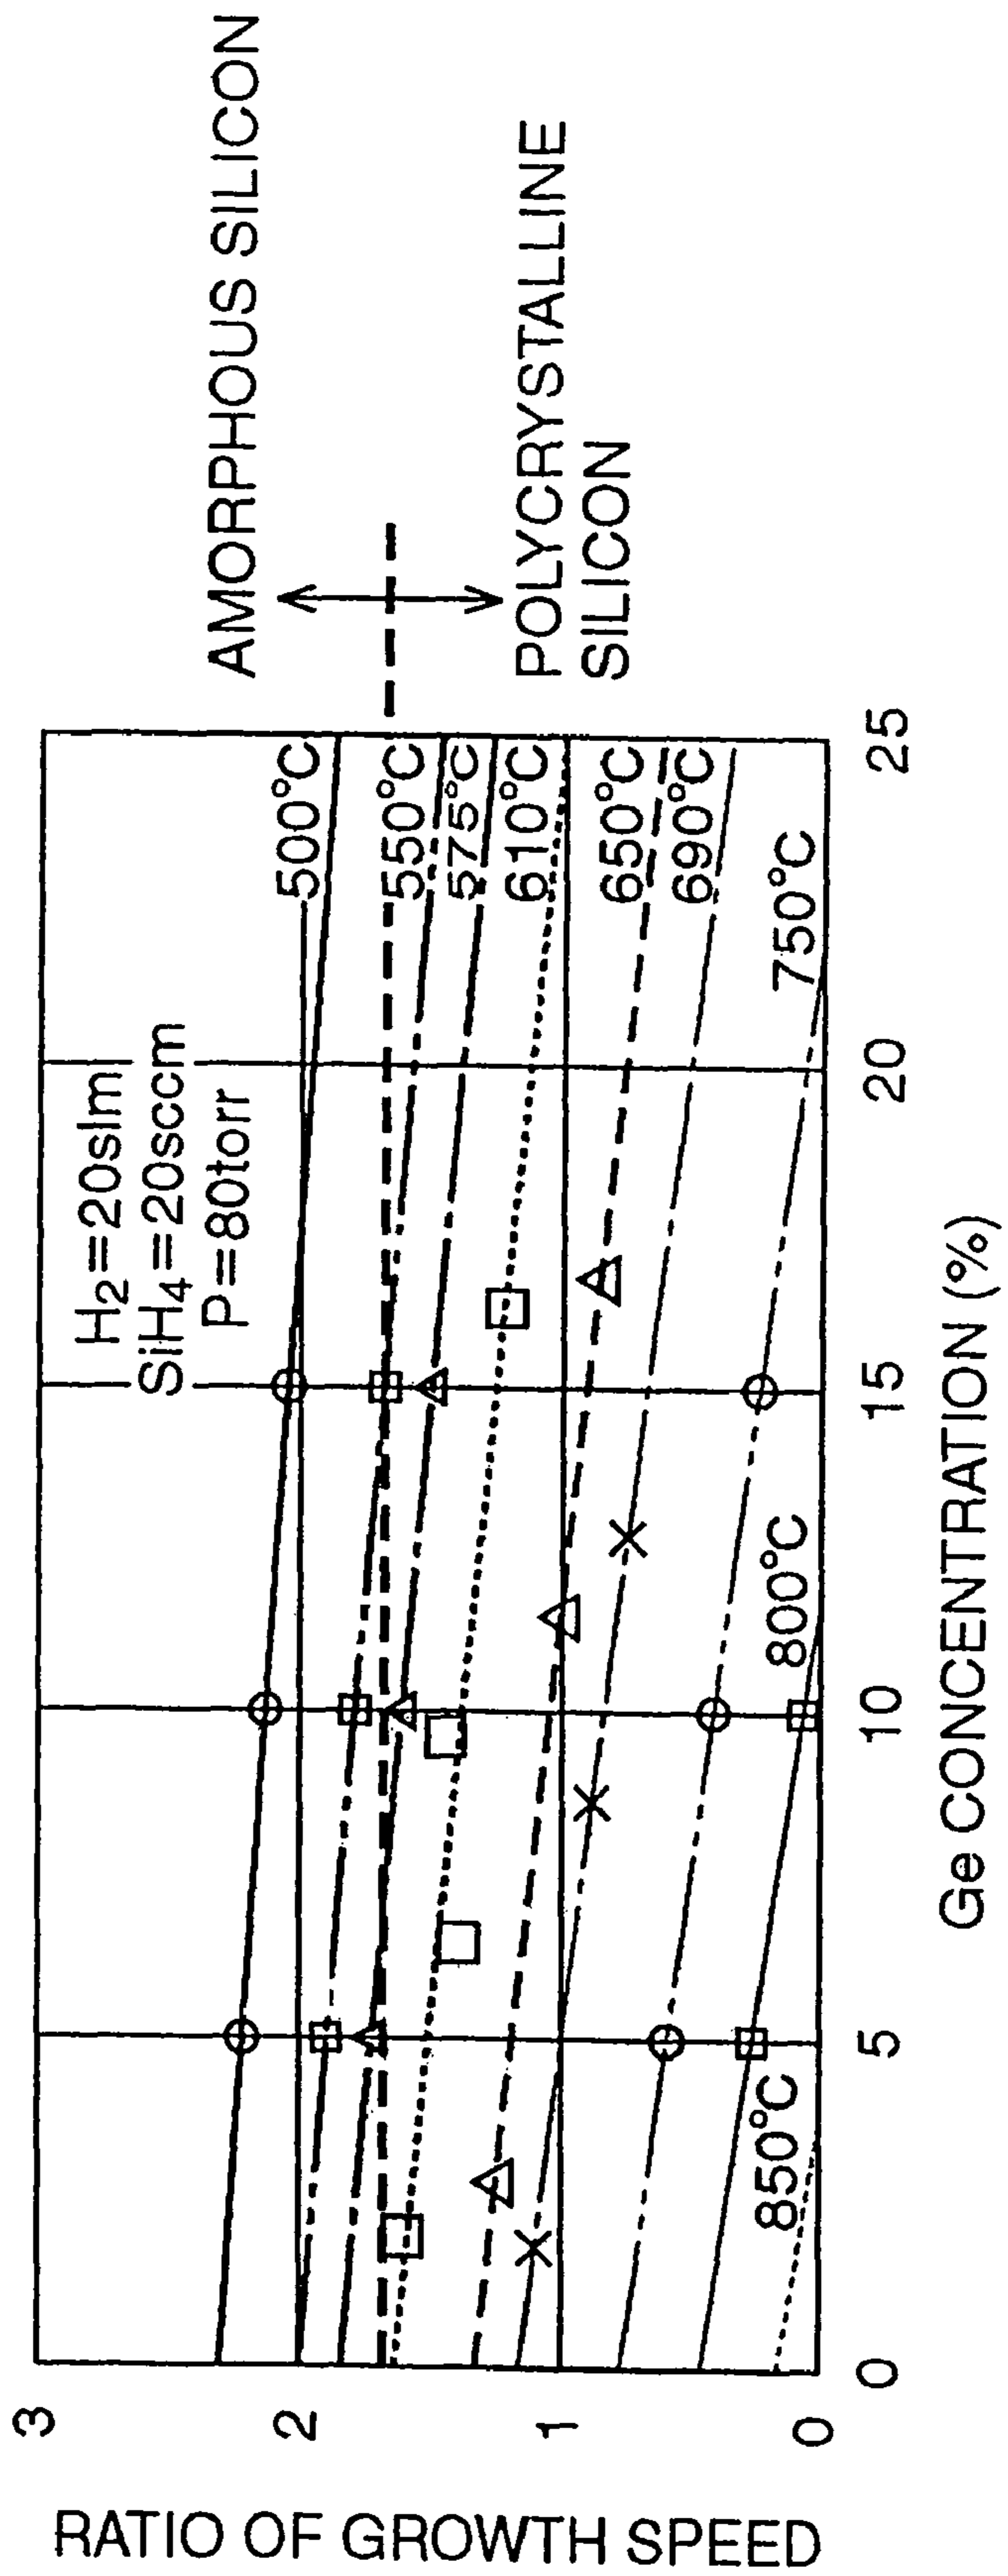 RATIO OF GROWTH SPEED
3
2
1
0
H2=20slm
SiH4=20sccm
P=80torr
500°C
550°C
575°C
610°C
650°C
690°C
750°C
800°C
850°C
0
5
10
15
20
25
Ge CONCENTRATION (%)
AMORPHOUS SILICON
POLYCRYSTALLINE
SILICON